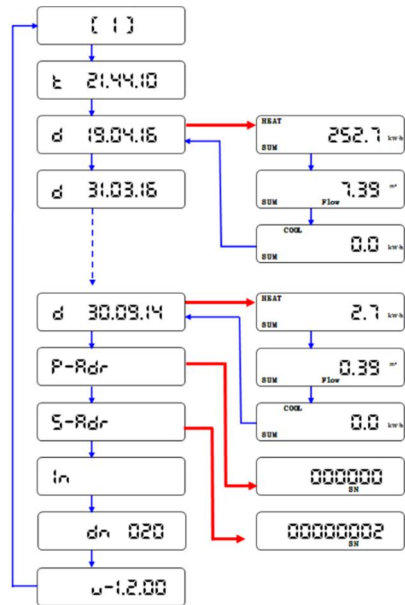 [ 1 ]
t 21.44.10
d 19.04.16
HEAT
252.7 kWh
SUM
d 31.03.16
7.39 m³
SUM Flow
COOL
0.0 kWh
SUM
d 30.09.14
HEAT
2.7 kWh
SUM
P-Adr
0.39 m³
SUM Flow
S-Adr
COOL
0.0 kWh
SUM
In
000000
SN
dn 020
00000002
SN
u-1.2.00